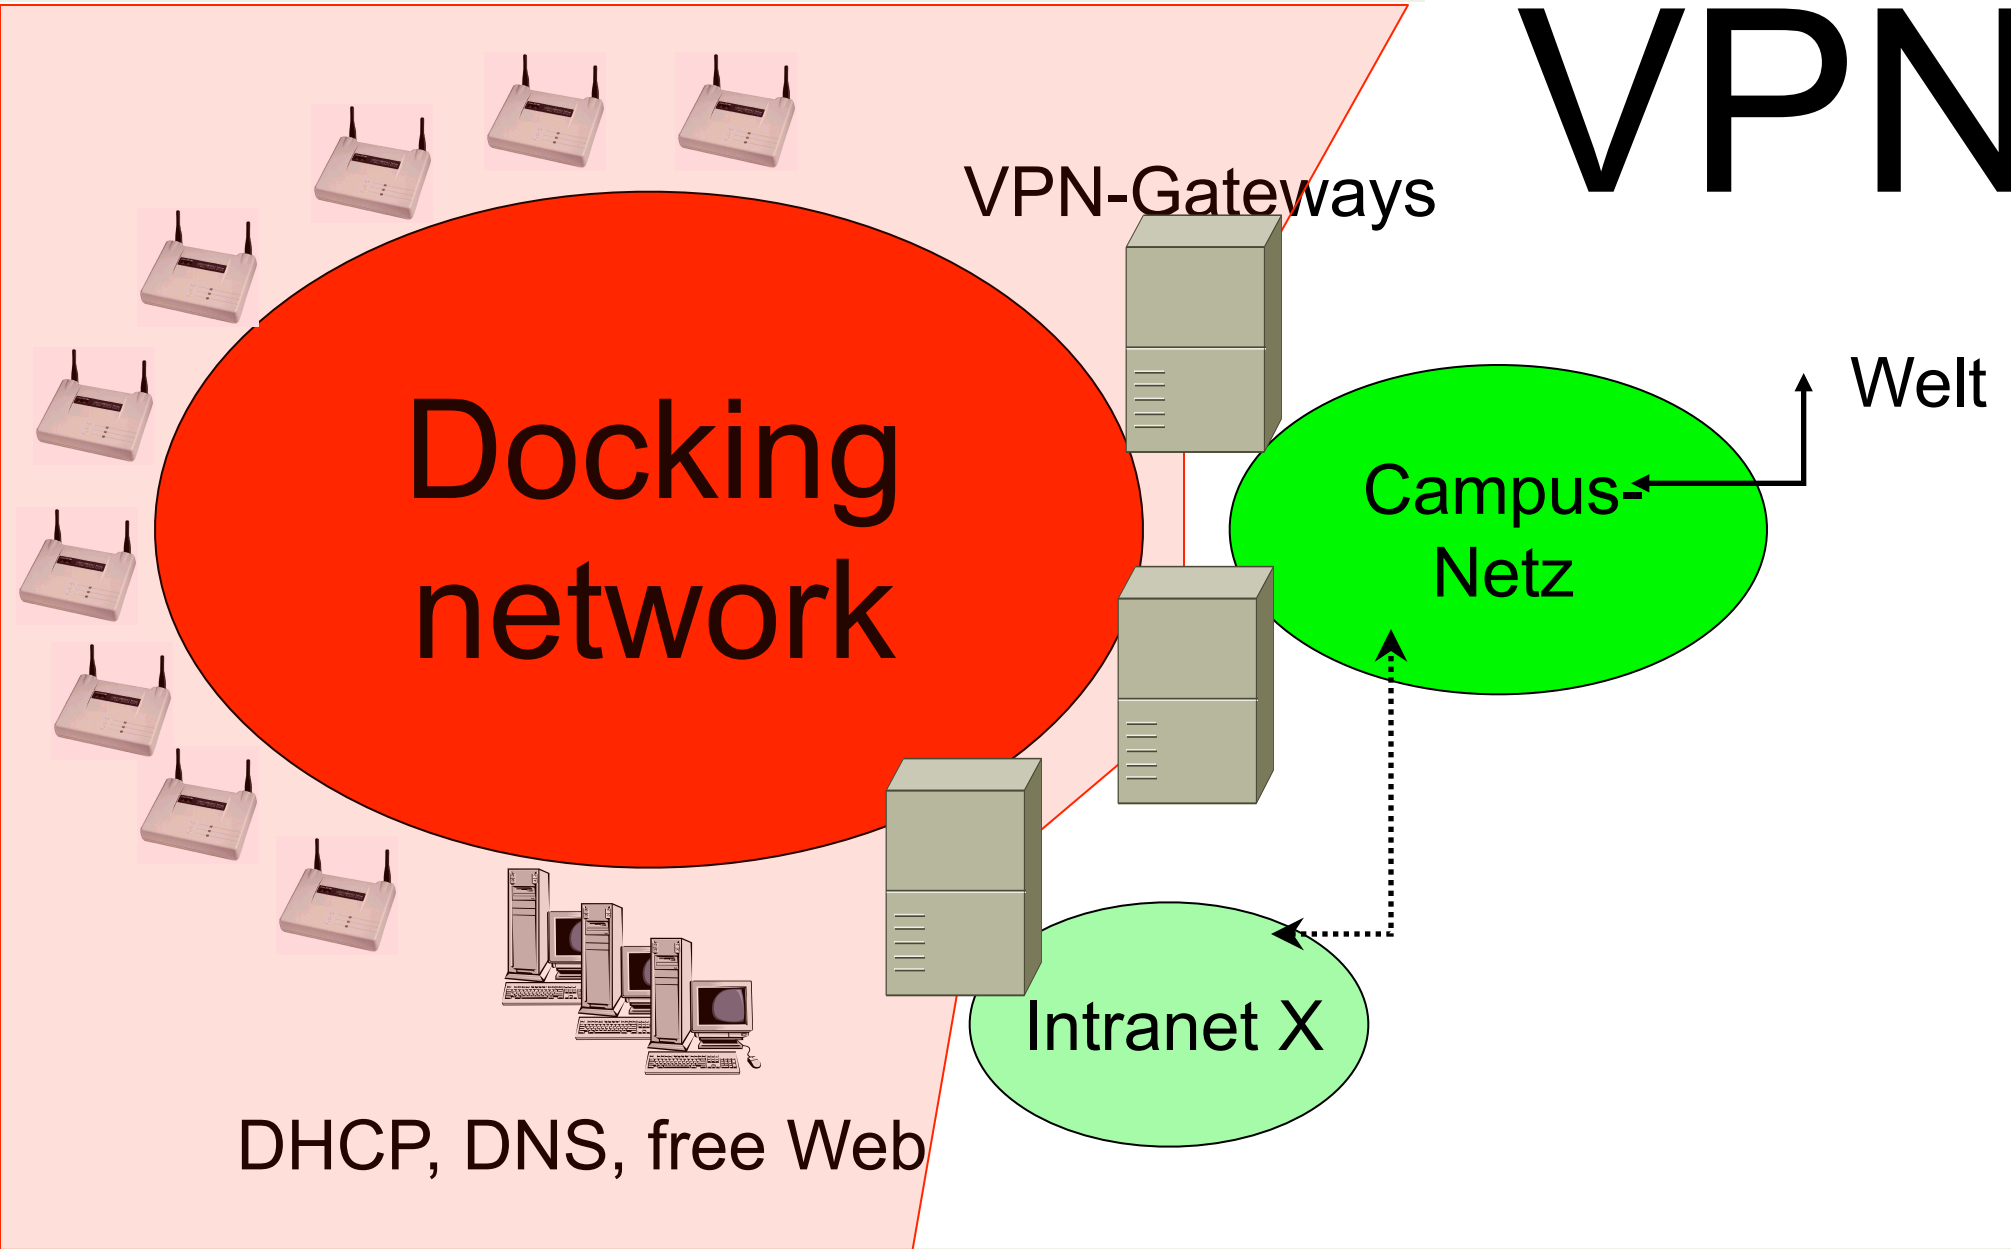 VPN
VPN-Gateways
Welt
Docking
network
Campus-
Netz
Intranet X
DHCP, DNS, free Web